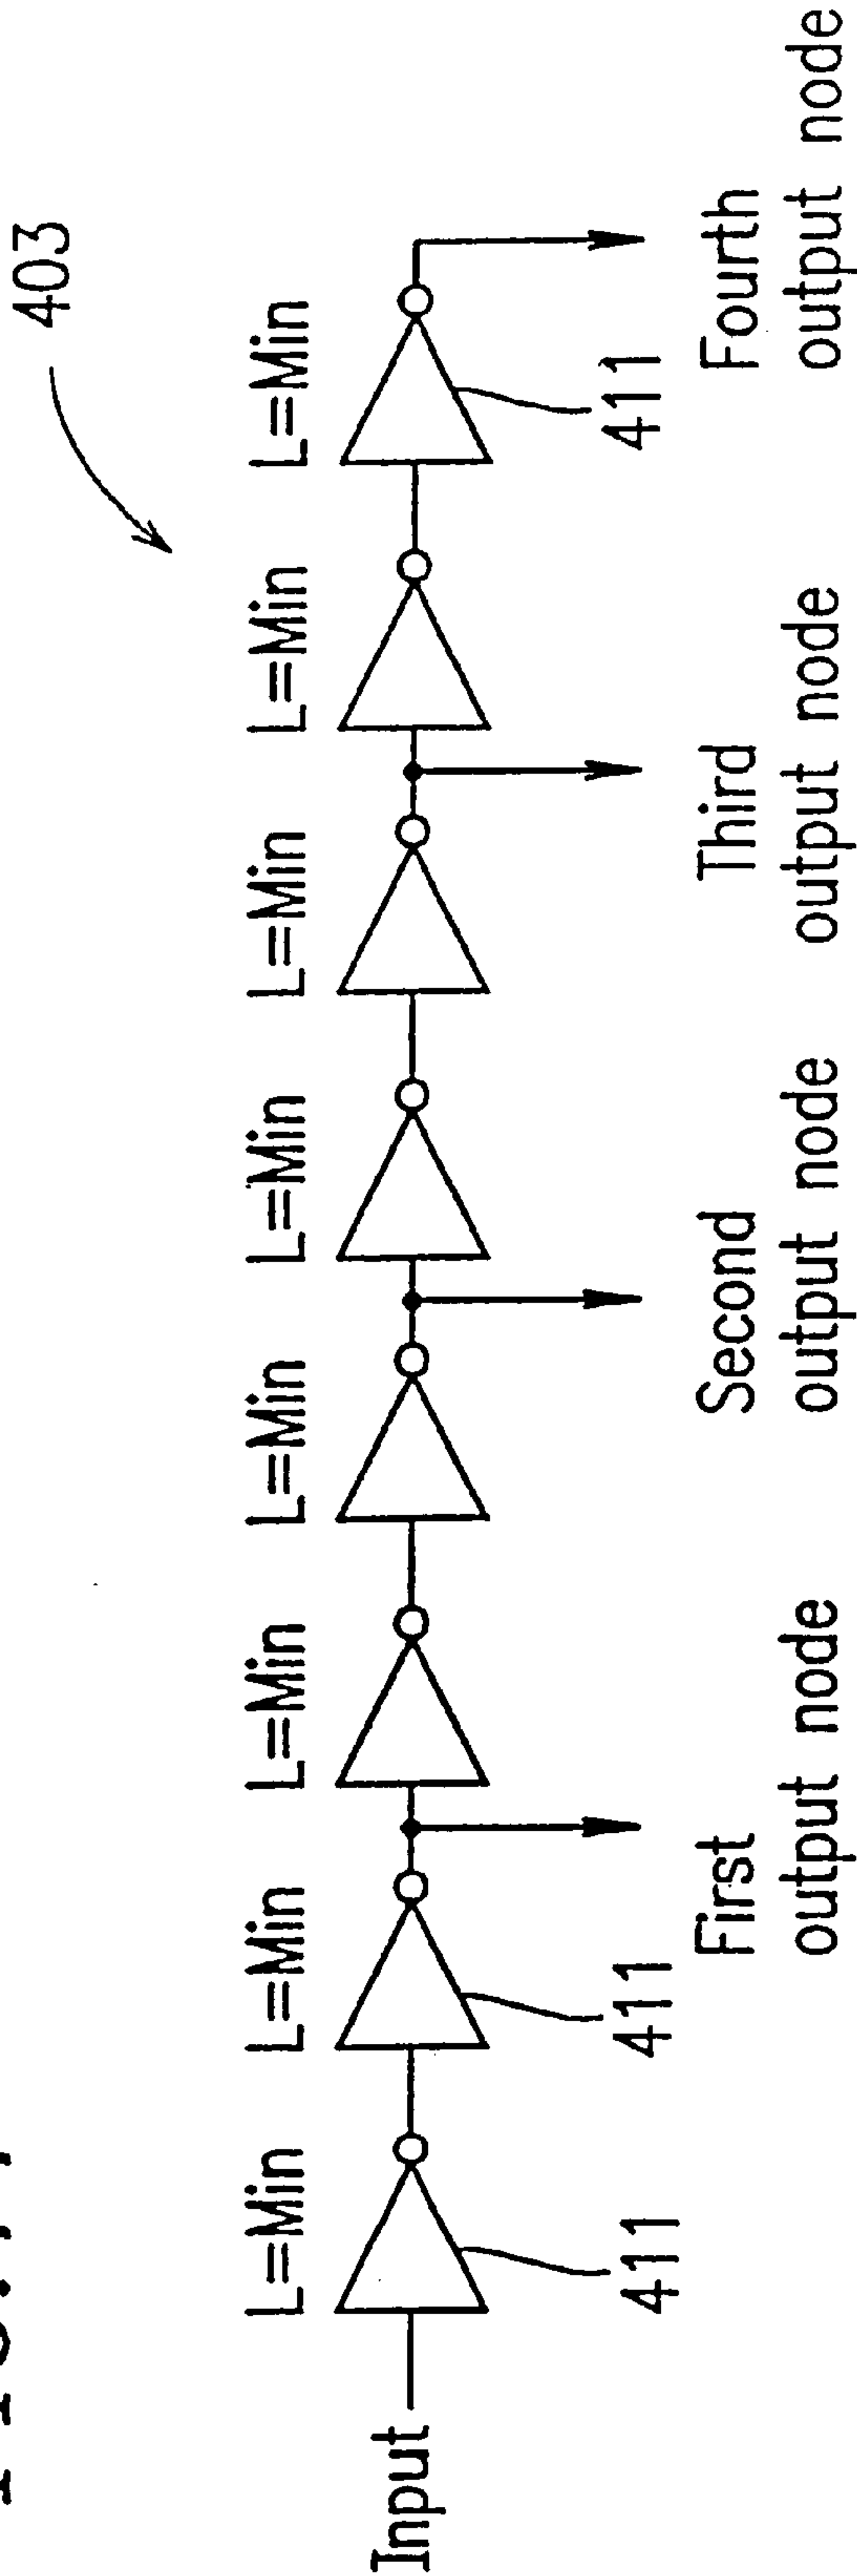 403
L=Min L=Min L=Min L=Min L=Min L=Min L=Min L=Min
Input
411 411 411
First output node
Second output node
Third output node
Fourth output node